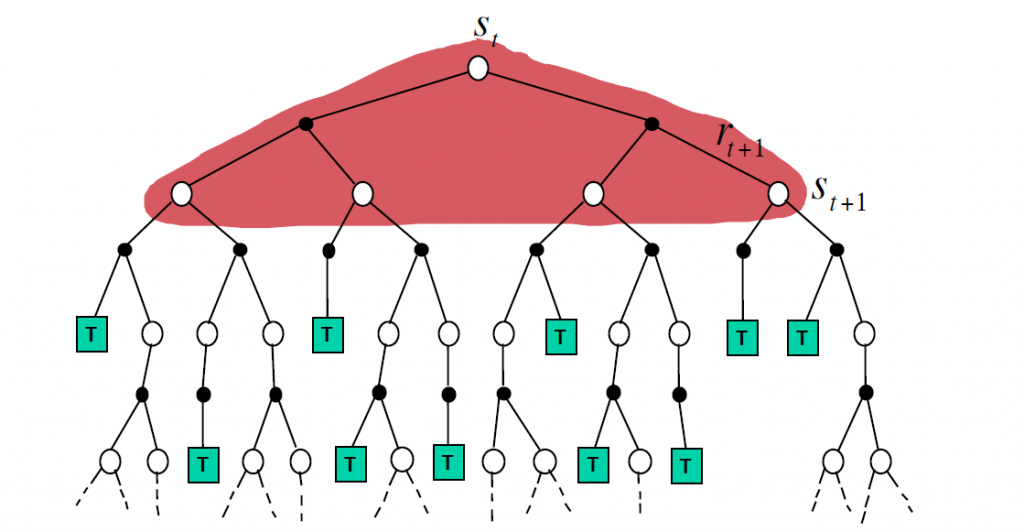 S_t
r_{t+1}
S_{t+1}
T T T T T
T T T T T